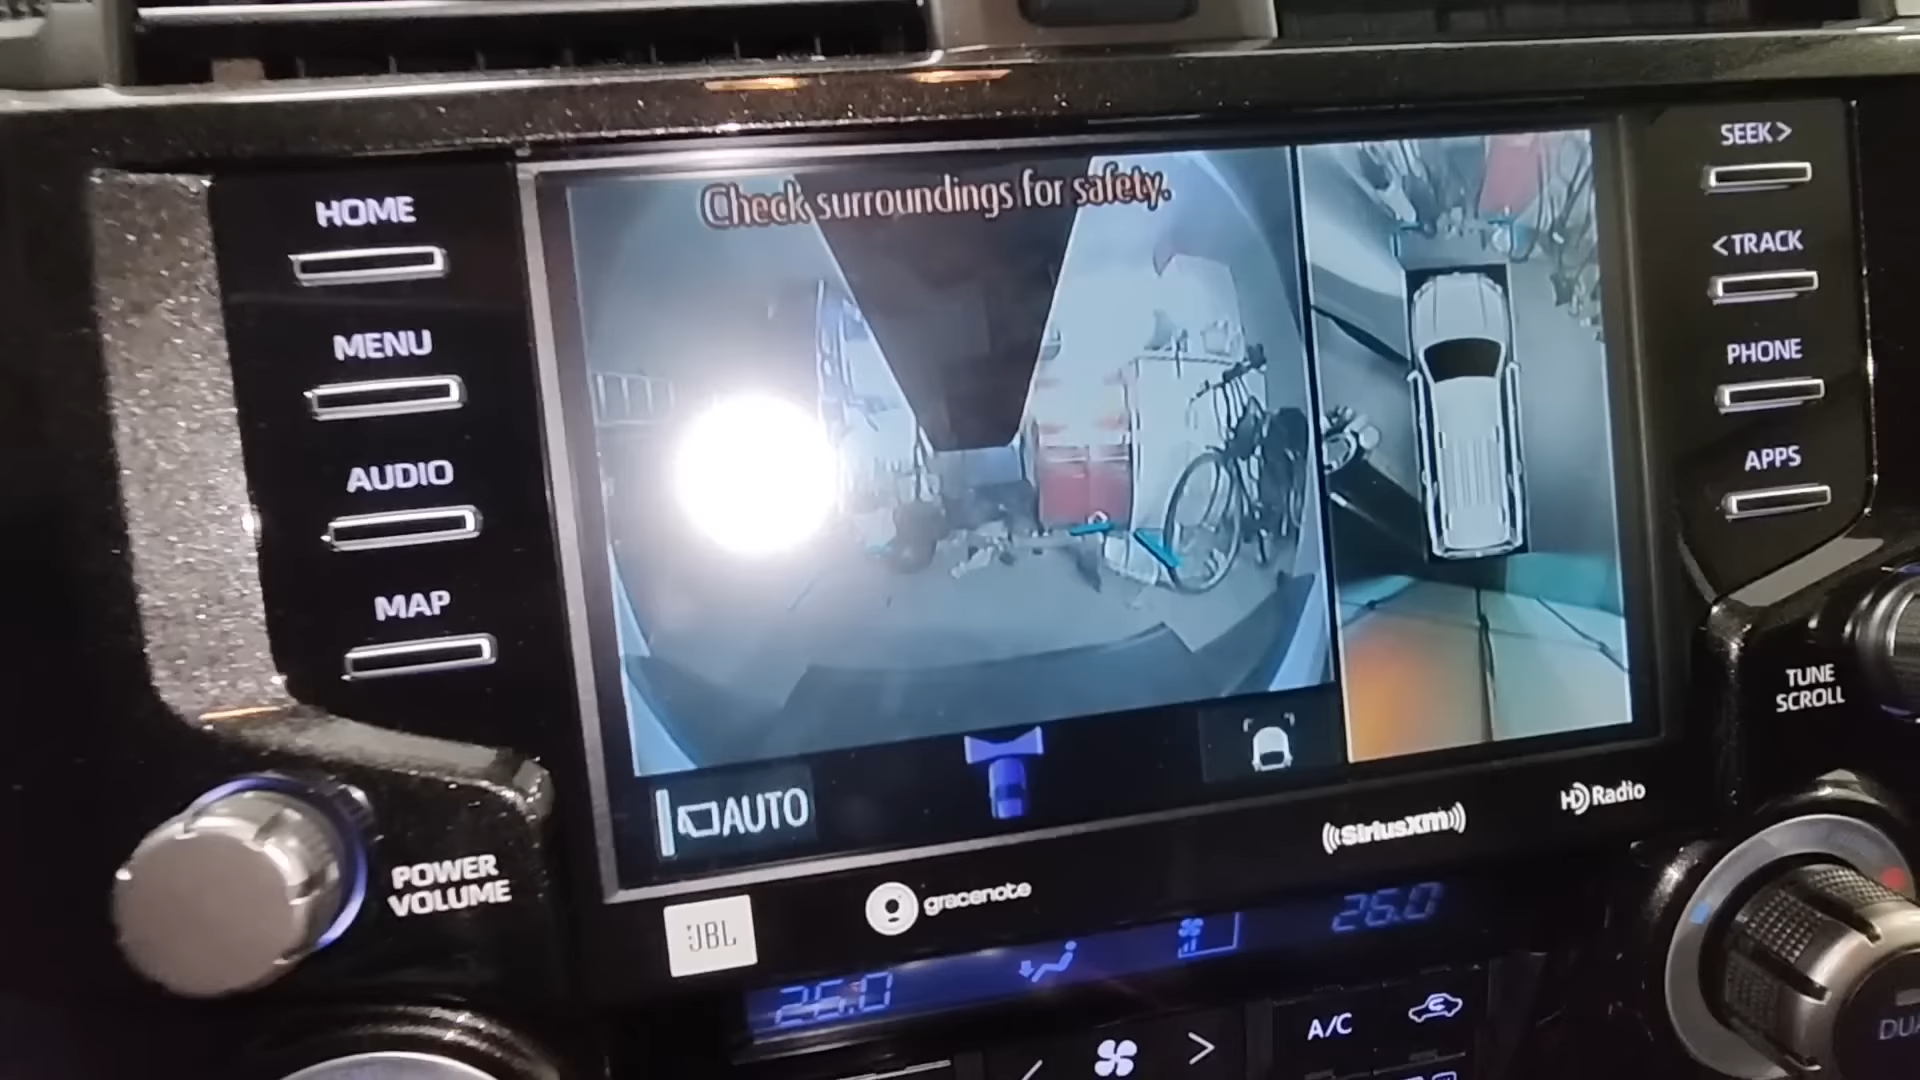 HOME
MENU
AUDIO
MAP
POWER
VOLUME
Check surroundings for safety.
AUTO
SEEK >
< TRACK
PHONE
APPS
TUNE
SCROLL
JBL
gracenote
((SiriusXM))
HD Radio
26.0
26.0
A/C